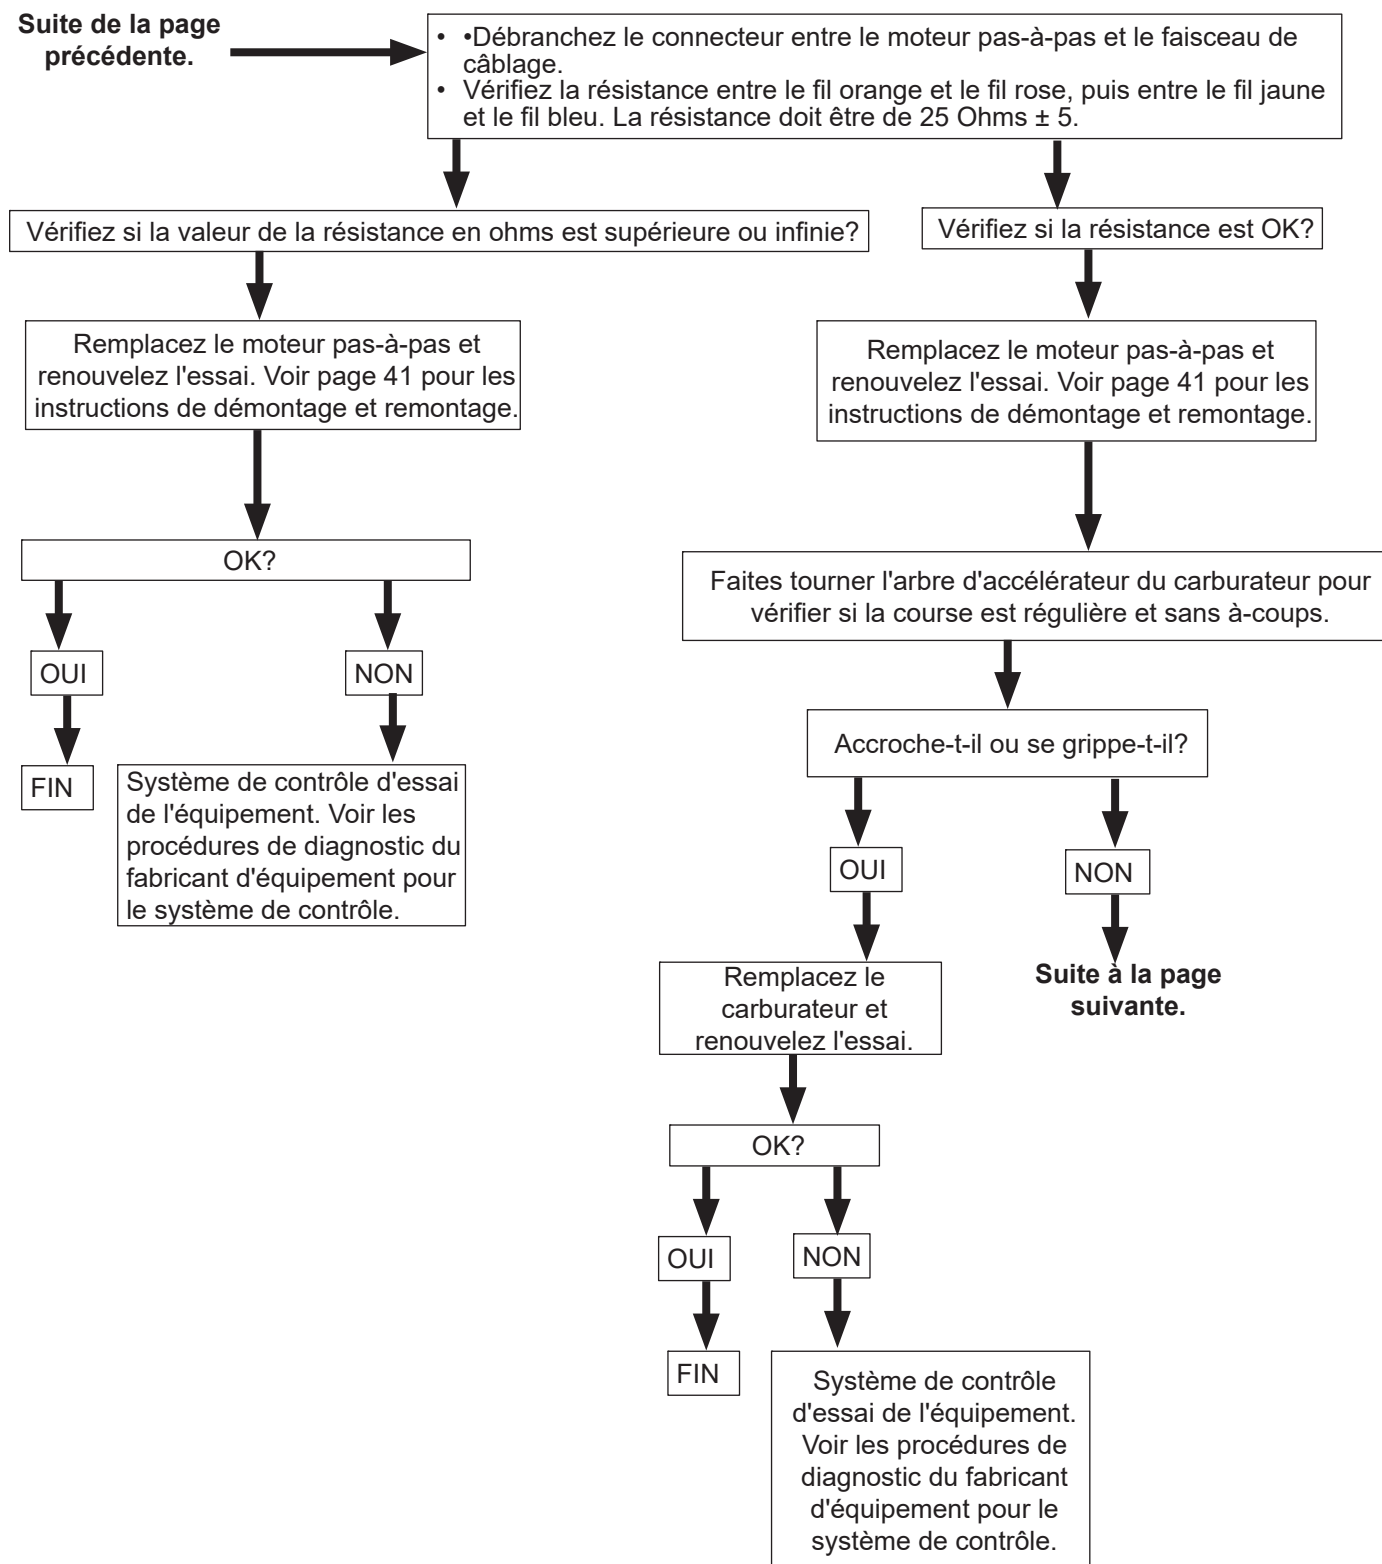 Suite de la page
précédente.
• •Débranchez le connecteur entre le moteur pas-à-pas et le faisceau de
câblage.
• Vérifiez la résistance entre le fil orange et le fil rose, puis entre le fil jaune
et le fil bleu. La résistance doit être de 25 Ohms ± 5.
Vérifiez si la valeur de la résistance en ohms est supérieure ou infinie?
Vérifiez si la résistance est OK?
Remplacez le moteur pas-à-pas et
renouvelez l'essai. Voir page 41 pour les
instructions de démontage et remontage.
Remplacez le moteur pas-à-pas et
renouvelez l'essai. Voir page 41 pour les
instructions de démontage et remontage.
OK?
Faites tourner l'arbre d'accélérateur du carburateur pour
vérifier si la course est régulière et sans à-coups.
OUI
NON
Accroche-t-il ou se grippe-t-il?
FIN
Système de contrôle d'essai
de l'équipement. Voir les
procédures de diagnostic du
fabricant d'équipement pour
le système de contrôle.
OUI
NON
Remplacez le
carburateur et
renouvelez l'essai.
Suite à la page
suivante.
OK?
OUI
NON
FIN
Système de contrôle
d'essai de l'équipement.
Voir les procédures de
diagnostic du fabricant
d'équipement pour le
système de contrôle.